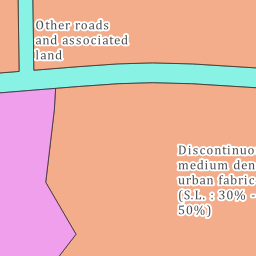 Other roads
and associated
land
Discontinuo
medium den
urban fabric
(S.L. : 30% -
50%)